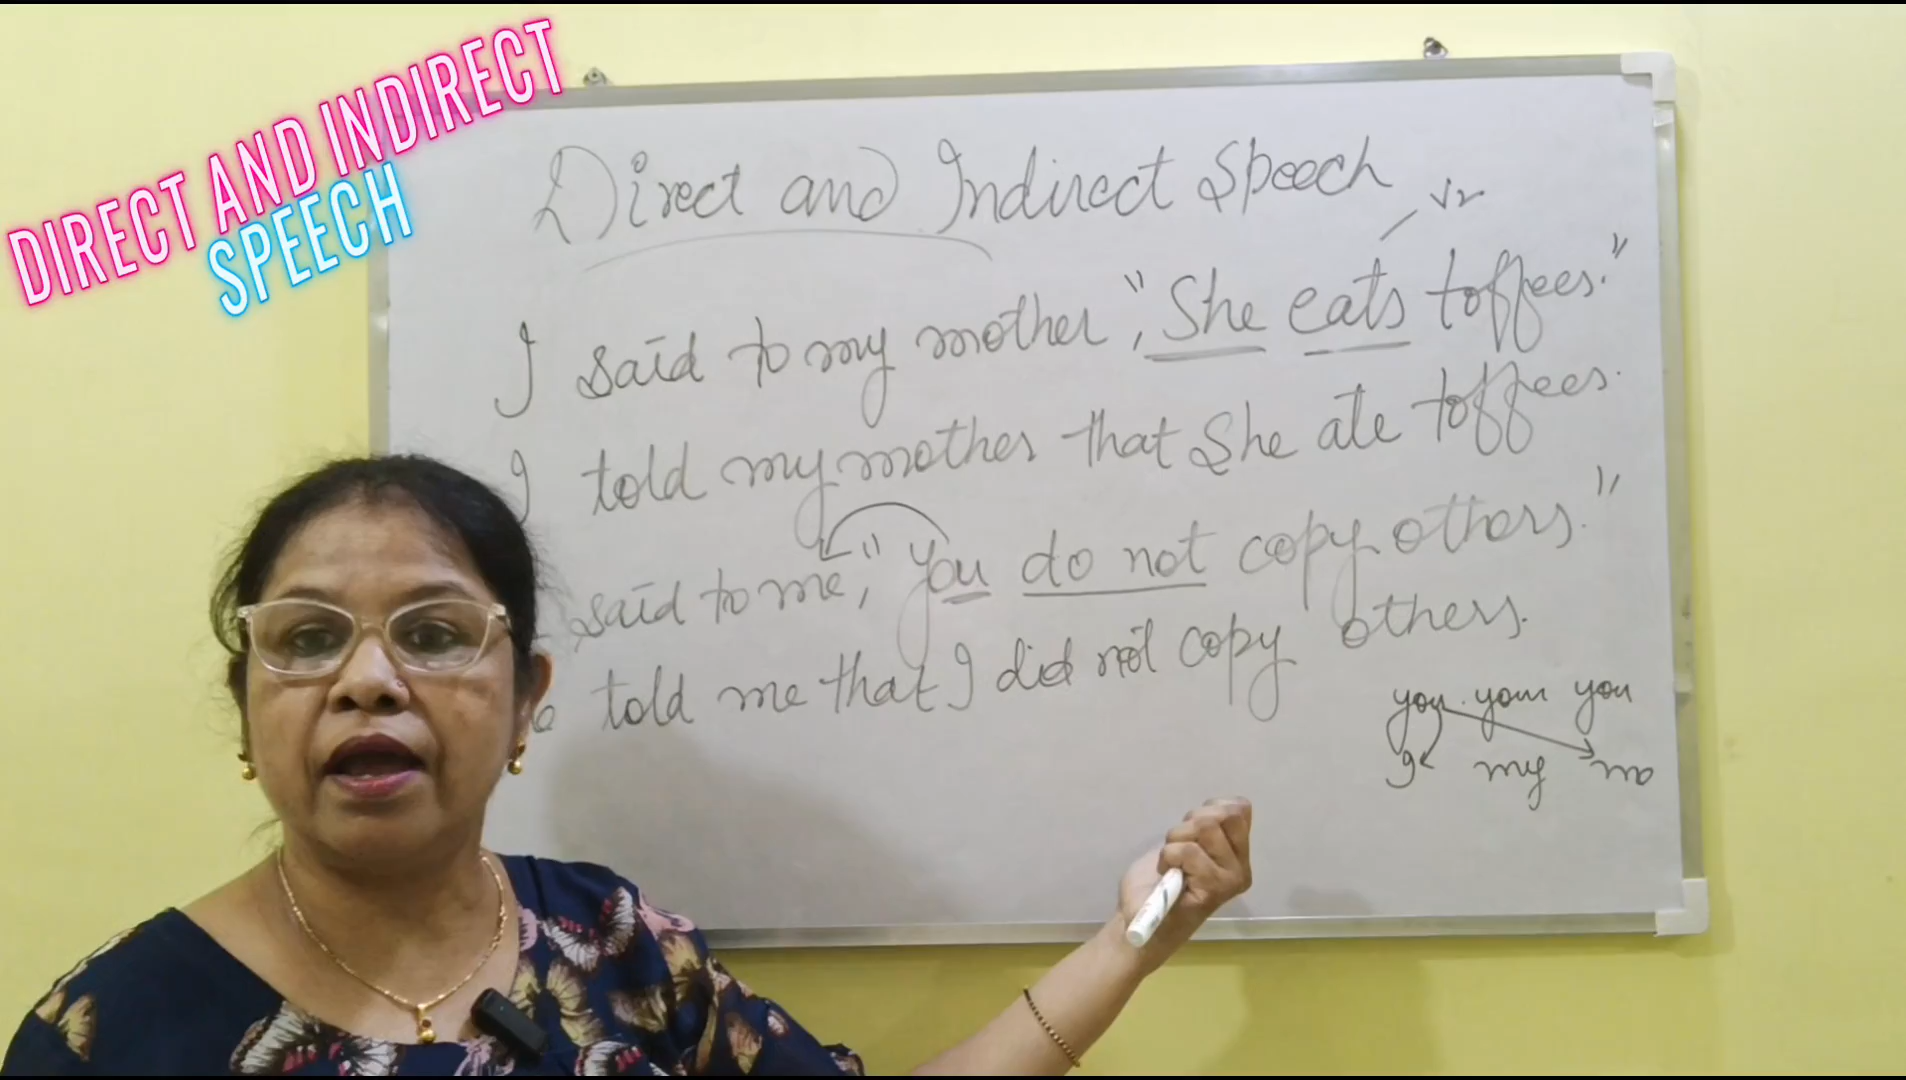 DIRECT AND INDIRECT
SPEECH
Direct and Indirect Speech
V2
I said to my mother, "She eats toffees."
I told my mother that She ate toffees.
said to me, "you do not copy others."
told me that I did not copy others.
you your you
I my me